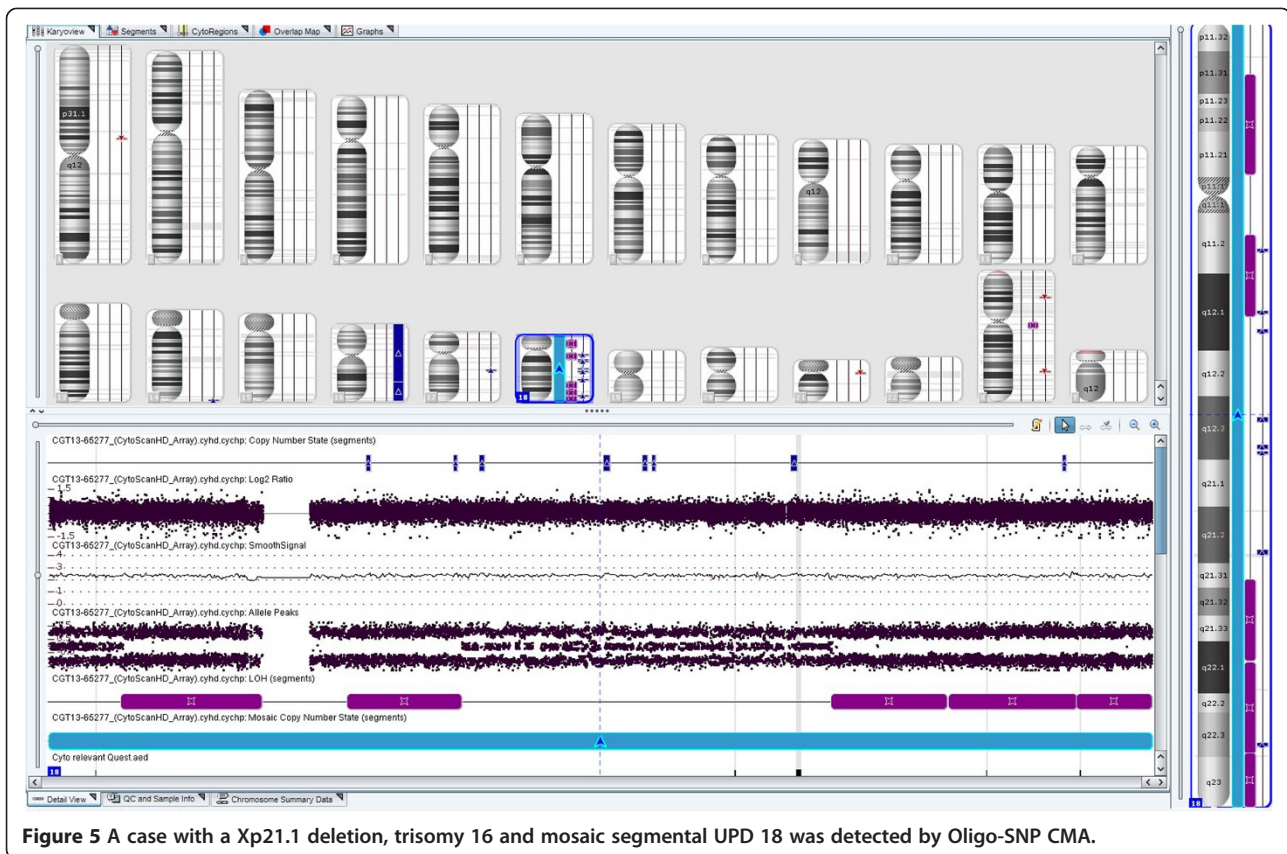 Karyoview Segments CytoRegions Overlap Map Graphs
p31.1
q12
q12
18
q12
CGT13-65277_(CytoScanHD_Array).cyhd.cychp: Copy Number State (segments)
CGT13-65277_(CytoScanHD_Array).cyhd.cychp: Log2 Ratio
1.5
-1.5
CGT13-65277_(CytoScanHD_Array).cyhd.cychp: SmoothSignal
4
3
1
0
CGT13-65277_(CytoScanHD_Array).cyhd.cychp: Allele Peaks
CGT13-65277_(CytoScanHD_Array).cyhd.cychp: LOH (segments)
CGT13-65277_(CytoScanHD_Array).cyhd.cychp: Mosaic Copy Number State (segments)
Cyto relevant Quest.aed
18
Detail View QC and Sample Info Chromosome Summary Data
p11.32
p11.31
p11.23
p11.22
p11.21
p11.1
q11.1
q11.2
q12.1
q12.2
q12.3
q21.1
q21.2
q21.31
q21.32
q21.33
q22.1
q22.2
q22.3
q23
18
Figure 5 A case with a Xp21.1 deletion, trisomy 16 and mosaic segmental UPD 18 was detected by Oligo-SNP CMA.